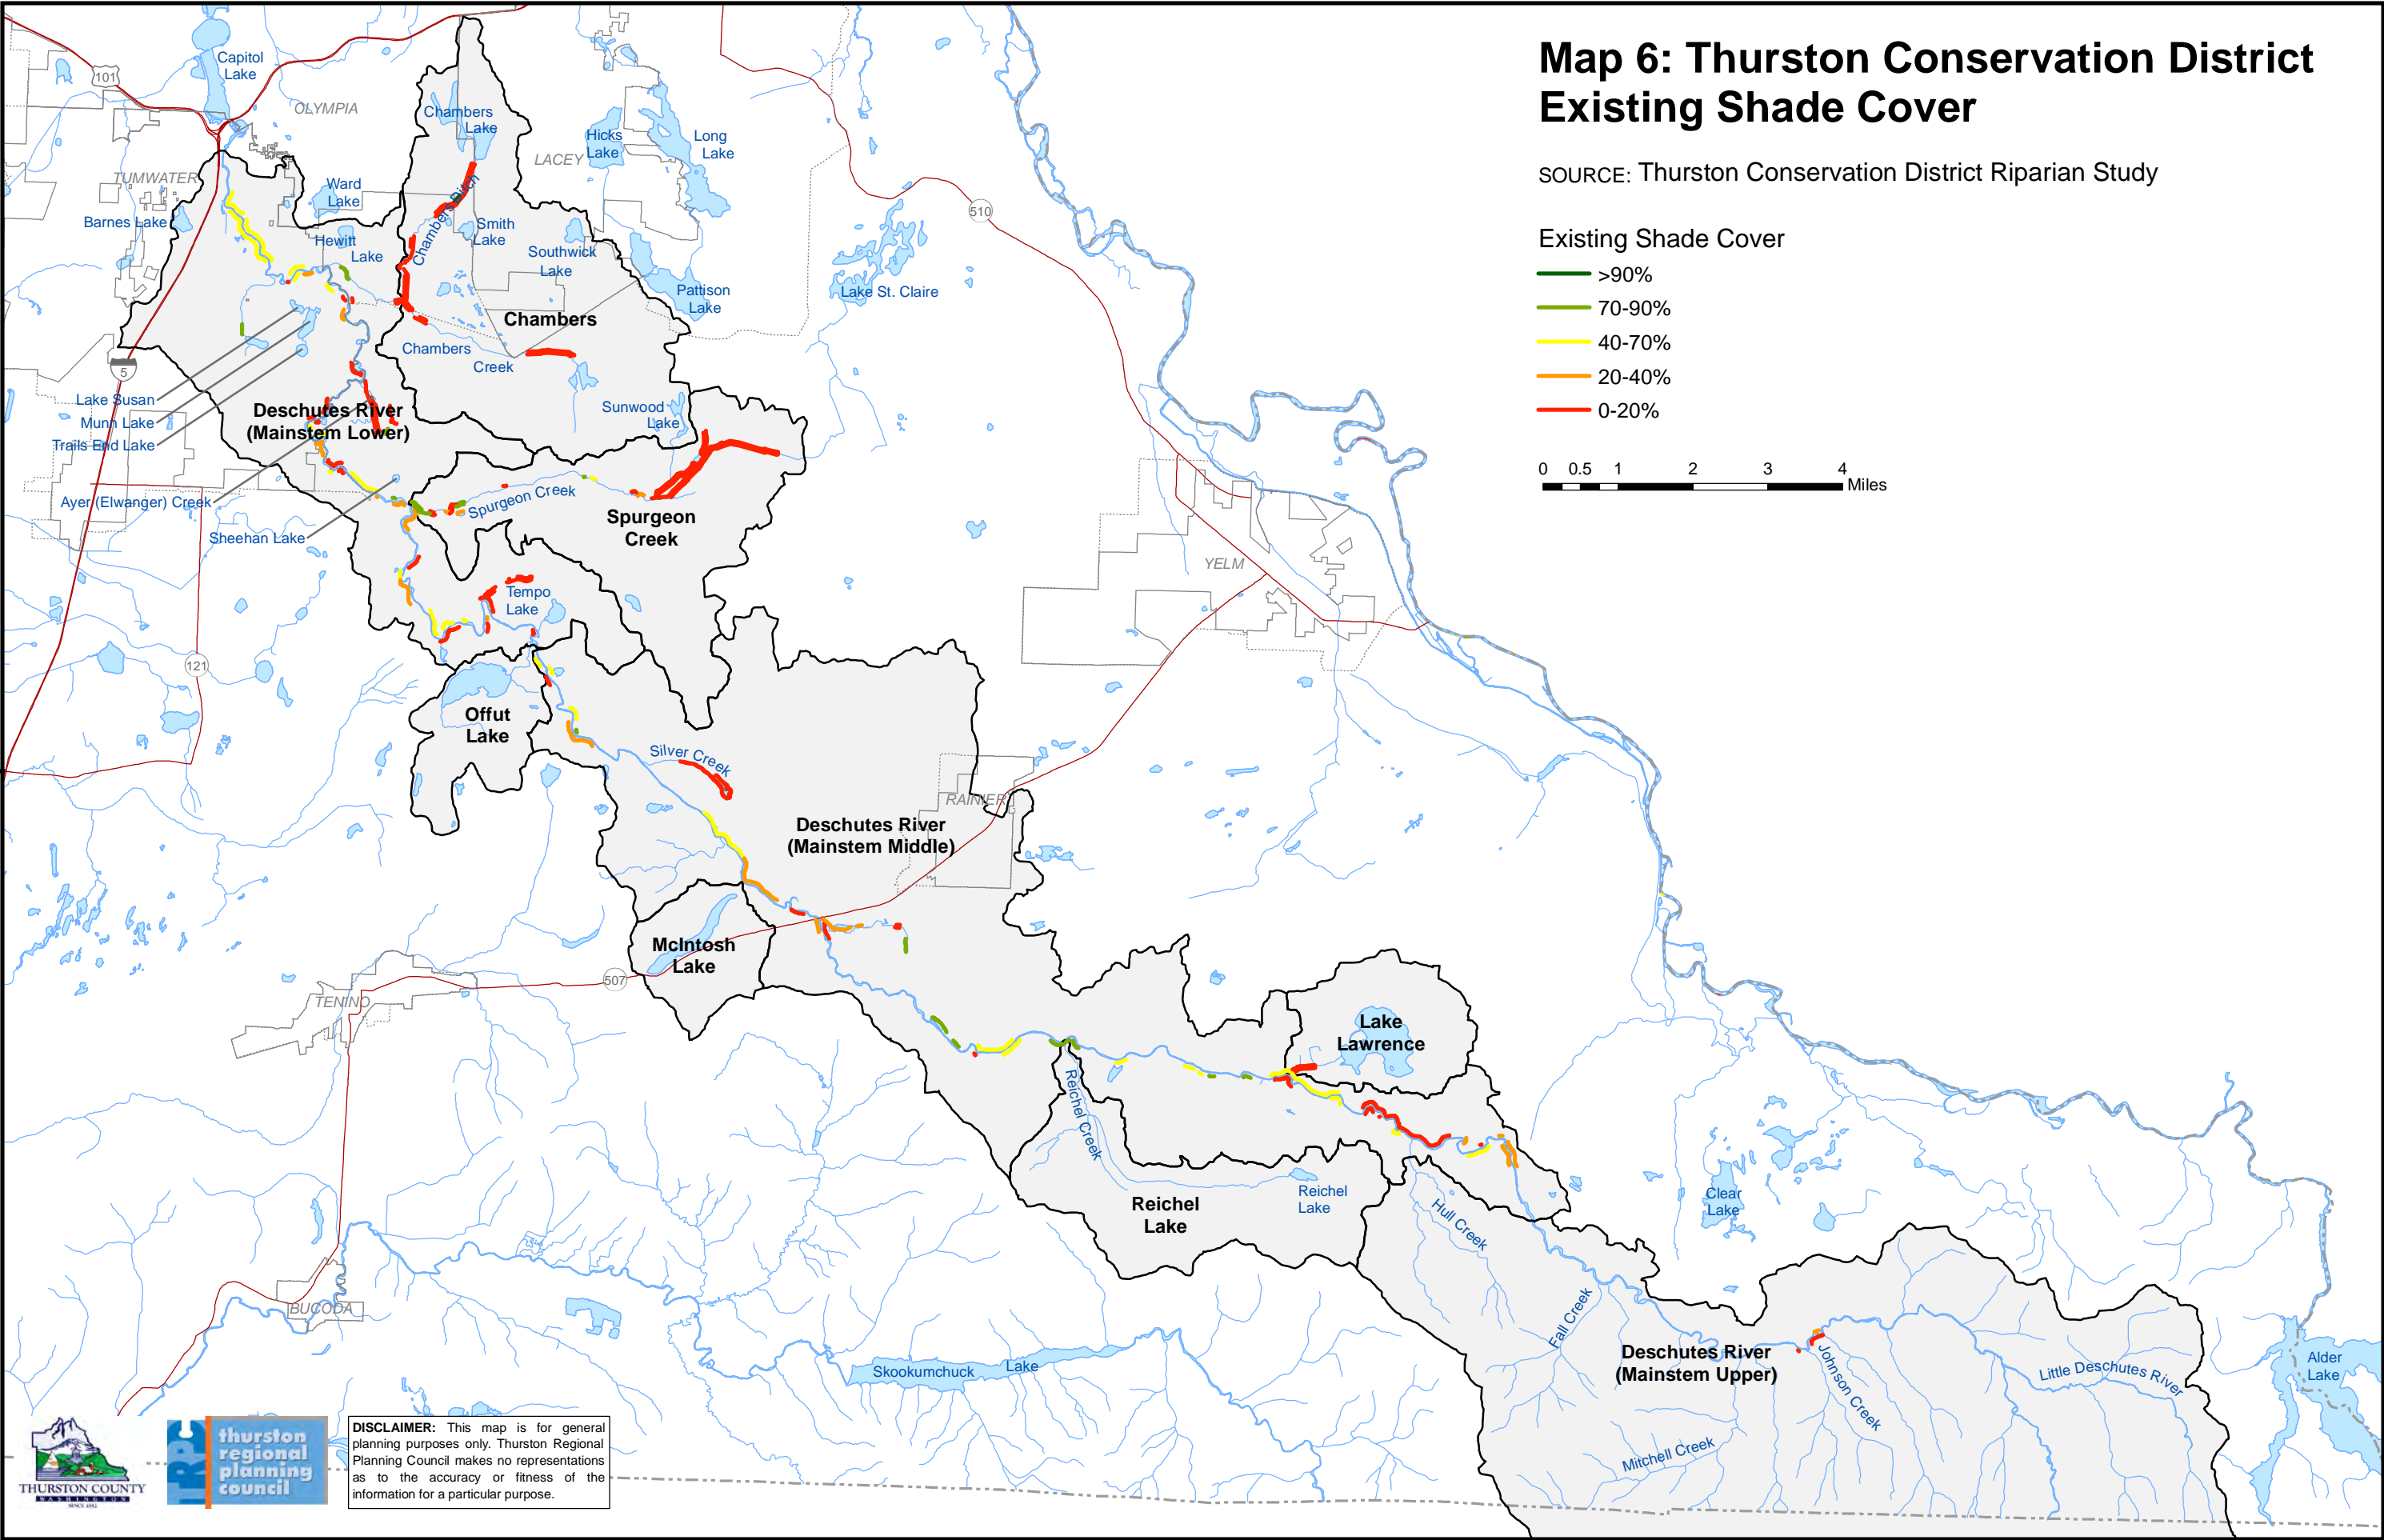 Map 6: Thurston Conservation District
Existing Shade Cover
SOURCE: Thurston Conservation District Riparian Study
Existing Shade Cover
>90%
70-90%
40-70%
20-40%
0-20%
0 0.5 1 2 3 4
Miles
Capitol
Lake
101
OLYMPIA
TUMWATER
Barnes Lake
Ward
Lake
Hewitt
Lake
Chambers
Lake
LACEY
Hicks
Lake
Long
Lake
Chambers Ditch
Smith
Lake
Southwick
Lake
Pattison
Lake
Lake St. Claire
510
Chambers
Chambers
Creek
5
Lake Susan
Munn Lake
Trails End Lake
Deschutes River
(Mainstem Lower)
Sunwood
Lake
Ayer (Elwanger) Creek
Spurgeon Creek
Spurgeon
Creek
Sheehan Lake
YELM
Tempo
Lake
121
Offut
Lake
Silver Creek
RAINIER
Deschutes River
(Mainstem Middle)
McIntosh
Lake
507
TENINO
Lake
Lawrence
Reichel Creek
Reichel
Lake
Reichel
Lake
Clear
Lake
Hull Creek
Fall Creek
BUCODA
Deschutes River
(Mainstem Upper)
Johnson Creek
Little Deschutes River
Alder
Lake
Skookumchuck Lake
Mitchell Creek
THURSTON COUNTY
WASHINGTON
SINCE 1852
TRPC
thurston
regional
planning
council
DISCLAIMER: This map is for general
planning purposes only. Thurston Regional
Planning Council makes no representations
as to the accuracy or fitness of the
information for a particular purpose.